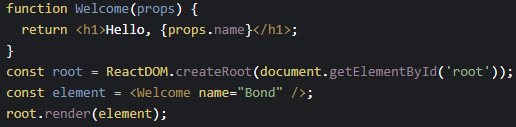 function Welcome(props) {
  return <h1>Hello, {props.name}</h1>;
}
const root = ReactDOM.createRoot(document.getElementById('root'));
const element = <Welcome name="Bond" />;
root.render(element);